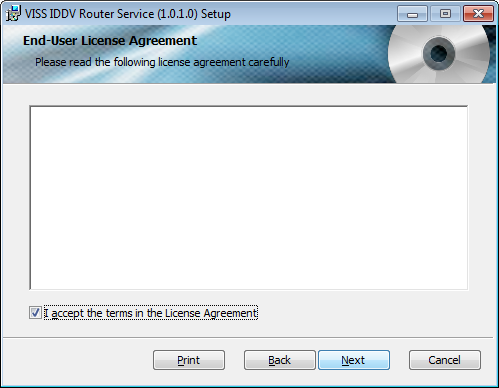 VISS IDDV Router Service (1.0.1.0) Setup
End-User License Agreement
Please read the following license agreement carefully
I accept the terms in the License Agreement
Print Back Next Cancel